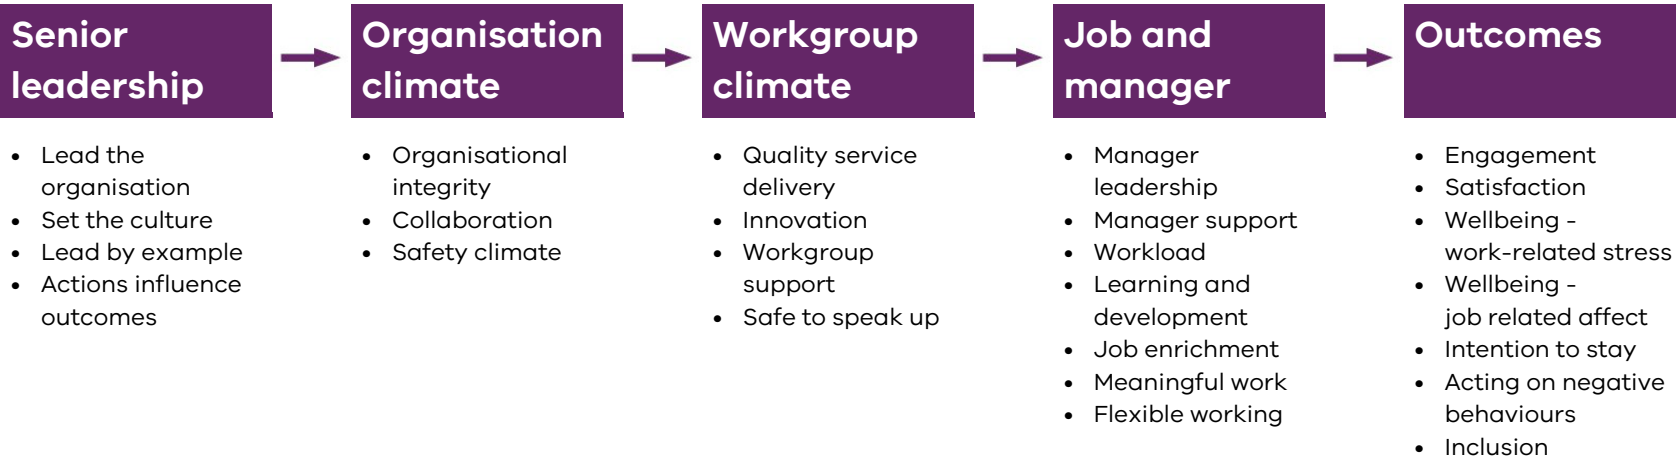 Senior
leadership
• Lead the
organisation
• Set the culture
• Lead by example
• Actions influence
outcomes
Organisation
climate
• Organisational
integrity
• Collaboration
• Safety climate
Workgroup
climate
• Quality service
delivery
• Innovation
• Workgroup
support
• Safe to speak up
Job and
manager
• Manager
leadership
• Manager support
• Workload
• Learning and
development
• Job enrichment
• Meaningful work
• Flexible working
Outcomes
• Engagement
• Satisfaction
• Wellbeing -
work-related stress
• Wellbeing -
job related affect
• Intention to stay
• Acting on negative
behaviours
• Inclusion